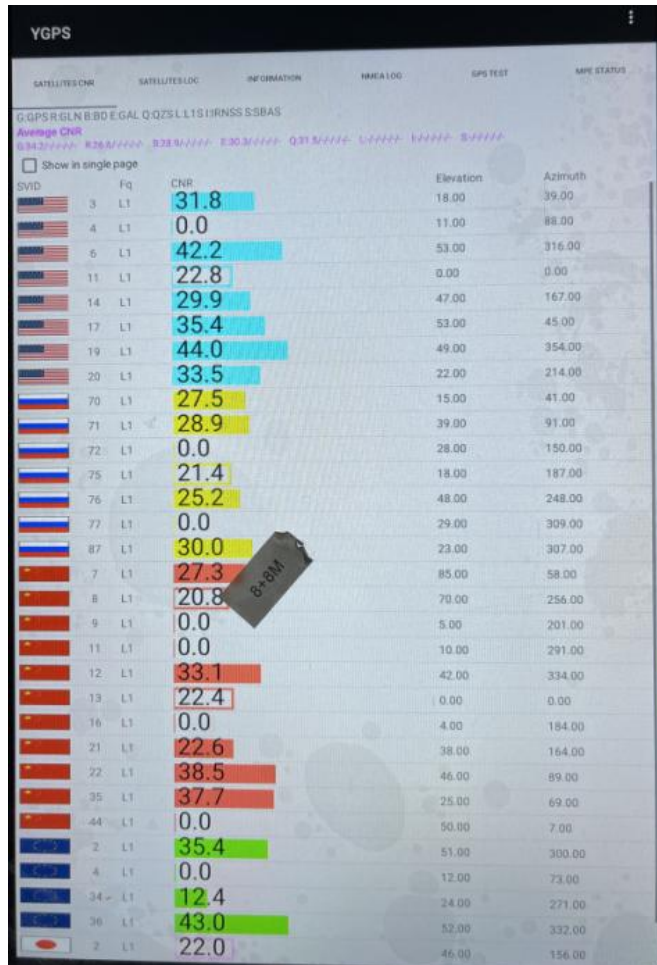 YGPS
SATELLITES CNR SATELLITES LOC INFORMATION NMEA LOG GPS TEST MPE STATUS
G:GPS R:GLN B:BD E:GAL Q:QZS L:L1S I:IRNSS S:SBAS
Average CNR
Show in single page
SVID Fq CNR Elevation Azimuth
3 L1 31.8 18.00 39.00
4 L1 0.0 11.00 88.00
6 L1 42.2 53.00 316.00
11 L1 22.8 0.00 0.00
14 L1 29.9 47.00 167.00
17 L1 35.4 53.00 45.00
19 L1 44.0 49.00 354.00
20 L1 33.5 22.00 214.00
70 L1 27.5 15.00 41.00
71 L1 28.9 39.00 91.00
72 L1 0.0 28.00 150.00
75 L1 21.4 18.00 187.00
76 L1 25.2 48.00 248.00
77 L1 0.0 29.00 309.00
87 L1 30.0 23.00 307.00
7 L1 27.3 85.00 58.00
8 L1 20.8 70.00 256.00
8+8M
9 L1 0.0 5.00 201.00
11 L1 0.0 10.00 291.00
12 L1 33.1 42.00 334.00
13 L1 22.4 0.00 0.00
16 L1 0.0 4.00 184.00
21 L1 22.6 38.00 164.00
22 L1 38.5 46.00 89.00
35 L1 37.7 25.00 69.00
44 L1 0.0 50.00 7.00
2 L1 35.4 51.00 300.00
4 L1 0.0 12.00 73.00
34 L1 12.4 24.00 271.00
36 L1 43.0 52.00 332.00
2 L1 22.0 46.00 156.00